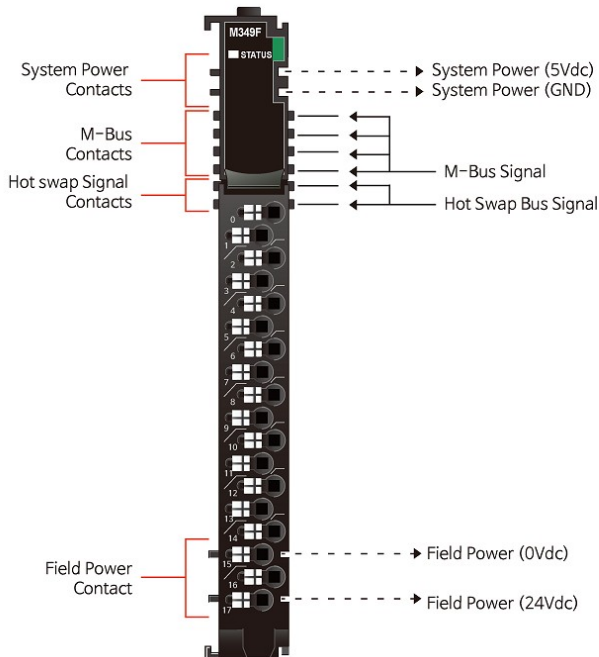 M349F
STATUS
System Power
Contacts
System Power (5Vdc)
System Power (GND)
M-Bus
Contacts
M-Bus Signal
Hot swap Signal
Contacts
Hot Swap Bus Signal
0
1
2
3
4
5
6
7
8
9
10
11
12
13
14
15
16
17
Field Power
Contact
Field Power (0Vdc)
Field Power (24Vdc)